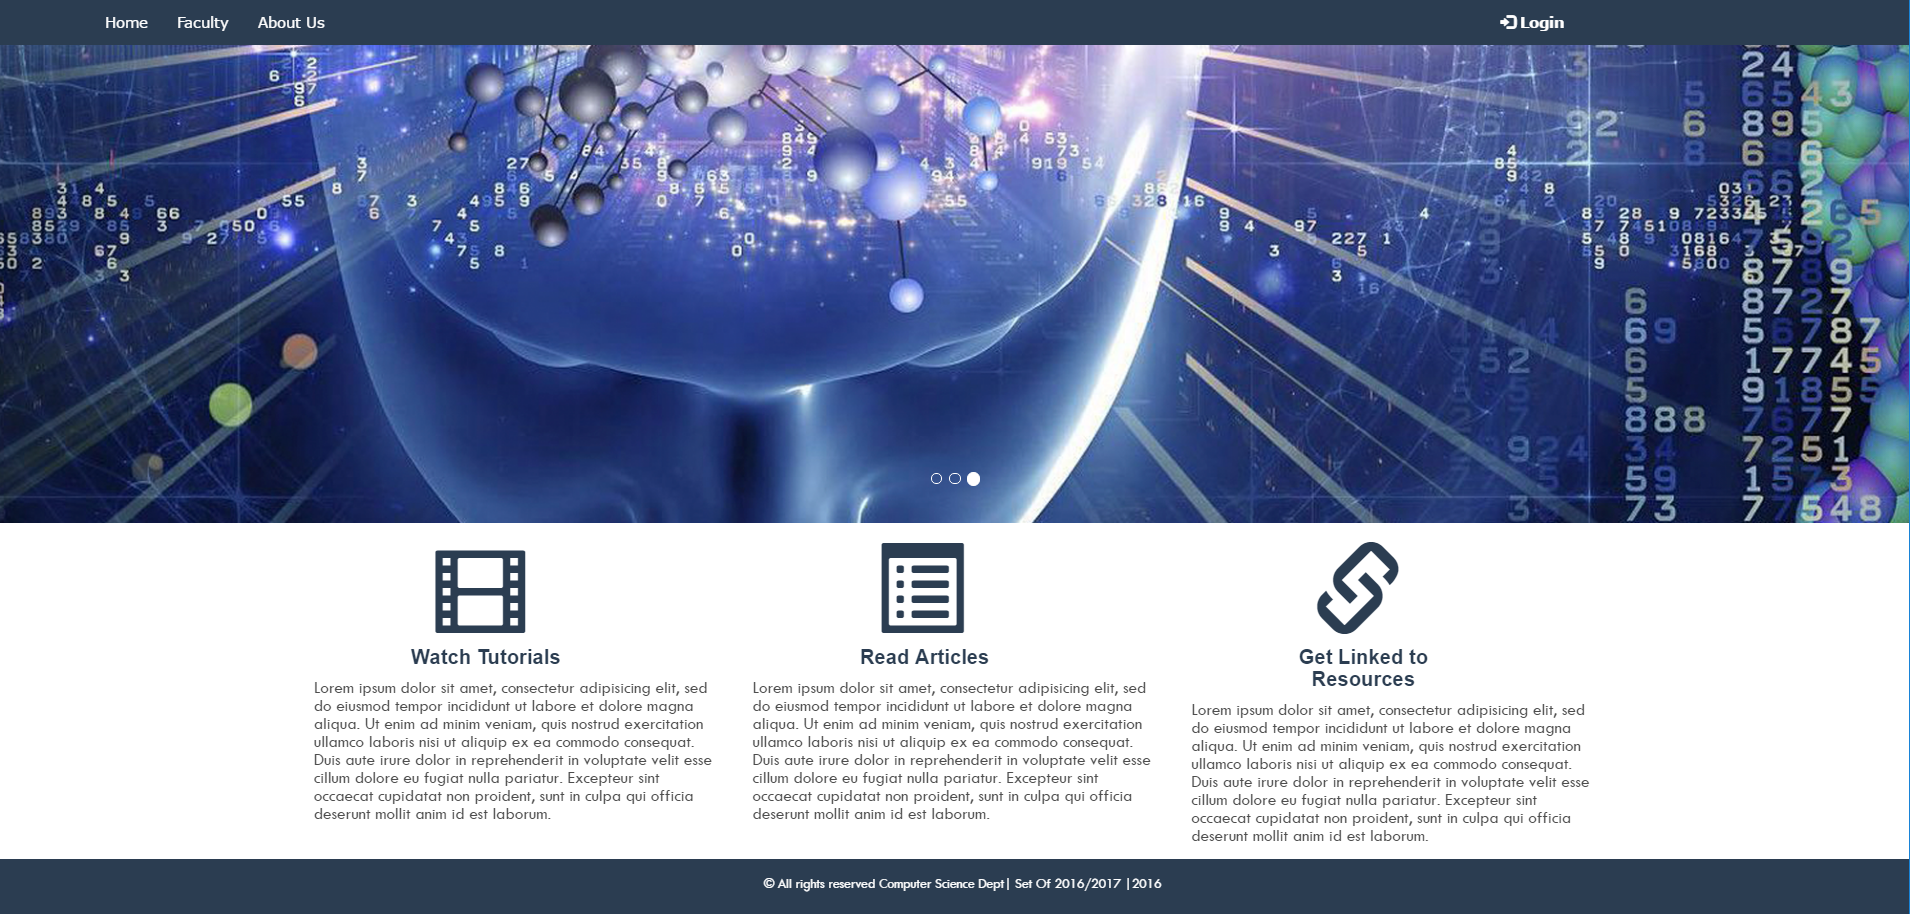 Home Faculty About Us Login
Watch Tutorials
Lorem ipsum dolor sit amet, consectetur adipisicing elit, sed
do eiusmod tempor incididunt ut labore et dolore magna
aliqua. Ut enim ad minim veniam, quis nostrud exercitation
ullamco laboris nisi ut aliquip ex ea commodo consequat.
Duis aute irure dolor in reprehenderit in voluptate velit esse
cillum dolore eu fugiat nulla pariatur. Excepteur sint
occaecat cupidatat non proident, sunt in culpa qui officia
deserunt mollit anim id est laborum.
Read Articles
Lorem ipsum dolor sit amet, consectetur adipisicing elit, sed
do eiusmod tempor incididunt ut labore et dolore magna
aliqua. Ut enim ad minim veniam, quis nostrud exercitation
ullamco laboris nisi ut aliquip ex ea commodo consequat.
Duis aute irure dolor in reprehenderit in voluptate velit esse
cillum dolore eu fugiat nulla pariatur. Excepteur sint
occaecat cupidatat non proident, sunt in culpa qui officia
deserunt mollit anim id est laborum.
Get Linked to
Resources
Lorem ipsum dolor sit amet, consectetur adipisicing elit, sed
do eiusmod tempor incididunt ut labore et dolore magna
aliqua. Ut enim ad minim veniam, quis nostrud exercitation
ullamco laboris nisi ut aliquip ex ea commodo consequat.
Duis aute irure dolor in reprehenderit in voluptate velit esse
cillum dolore eu fugiat nulla pariatur. Excepteur sint
occaecat cupidatat non proident, sunt in culpa qui officia
deserunt mollit anim id est laborum.
© All rights reserved Computer Science Dept| Set Of 2016/2017 |2016